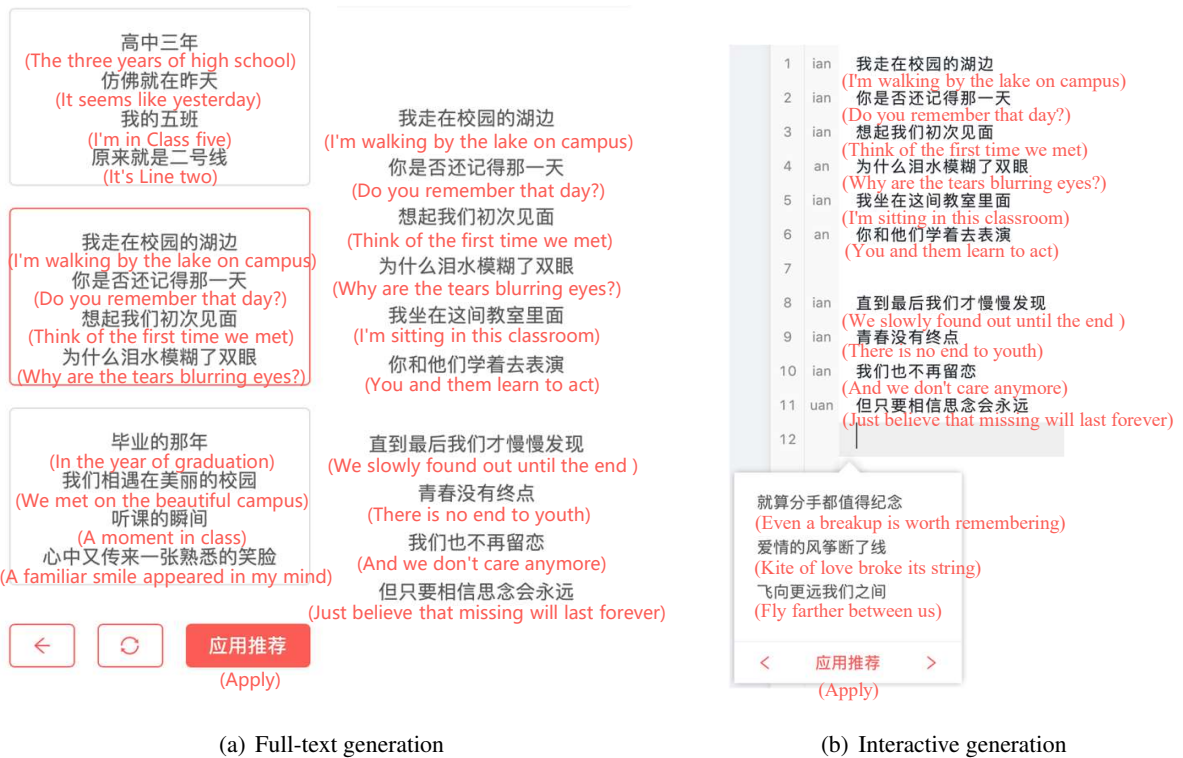 高中三年
(The three years of high school)
仿佛就在昨天
(It seems like yesterday)
我的五班
(I'm in Class five)
原来就是二号线
(It's Line two)
我走在校园的湖边
(I'm walking by the lake on campus)
你是否还记得那一天
(Do you remember that day?)
想起我们初次见面
(Think of the first time we met)
为什么泪水模糊了双眼
(Why are the tears blurring eyes?)
毕业的那年
(In the year of graduation)
我们相遇在美丽的校园
(We met on the beautiful campus)
听课的瞬间
(A moment in class)
心中又传来一张熟悉的笑脸
(A familiar smile appeared in my mind)
应用推荐
(Apply)
我走在校园的湖边
(I'm walking by the lake on campus)
你是否还记得那一天
(Do you remember that day?)
想起我们初次见面
(Think of the first time we met)
为什么泪水模糊了双眼
(Why are the tears blurring eyes?)
我坐在这间教室里面
(I'm sitting in this classroom)
你和他们学着去表演
(You and them learn to act)
直到最后我们才慢慢发现
(We slowly found out until the end )
青春没有终点
(There is no end to youth)
我们也不再留恋
(And we don't care anymore)
但只要相信思念会永远
(Just believe that missing will last forever)
(a) Full-text generation
1 ian 我走在校园的湖边
(I'm walking by the lake on campus)
2 ian 你是否还记得那一天
(Do you remember that day?)
3 ian 想起我们初次见面
(Think of the first time we met)
4 an 为什么泪水模糊了双眼
(Why are the tears blurring eyes?)
5 ian 我坐在这间教室里面
(I'm sitting in this classroom)
6 an 你和他们学着去表演
(You and them learn to act)
7
8 ian 直到最后我们才慢慢发现
(We slowly found out until the end )
9 ian 青春没有终点
(There is no end to youth)
10 ian 我们也不再留恋
(And we don't care anymore)
11 uan 但只要相信思念会永远
(Just believe that missing will last forever)
12
就算分手都值得纪念
(Even a breakup is worth remembering)
爱情的风筝断了线
(Kite of love broke its string)
飞向更远我们之间
(Fly farther between us)
< 应用推荐 >
(Apply)
(b) Interactive generation